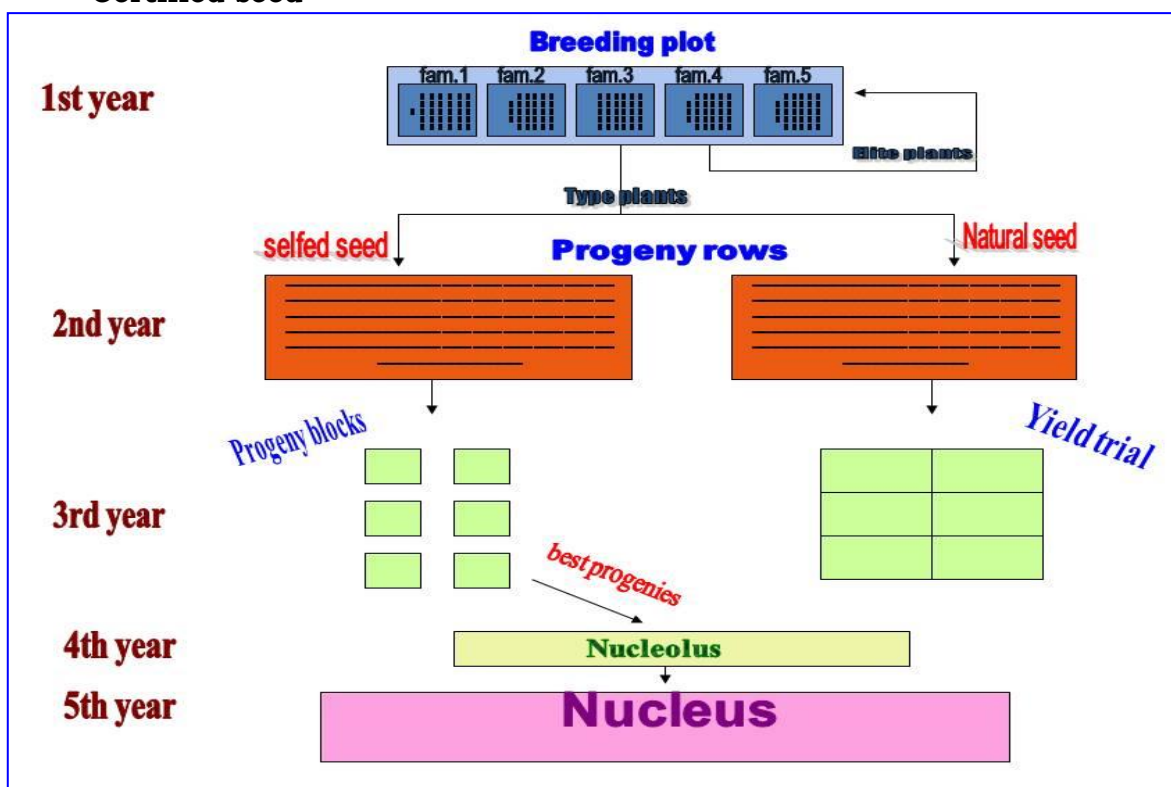 Certified seed
Breeding plot
fam.1 fam.2 fam.3 fam.4 fam.5
1st year
Elite plants
Type plants
selfed seed
Progeny rows
Natural seed
2nd year
Progeny blocks
Yield trial
3rd year
best progenies
4th year
Nucleolus
5th year
Nucleus